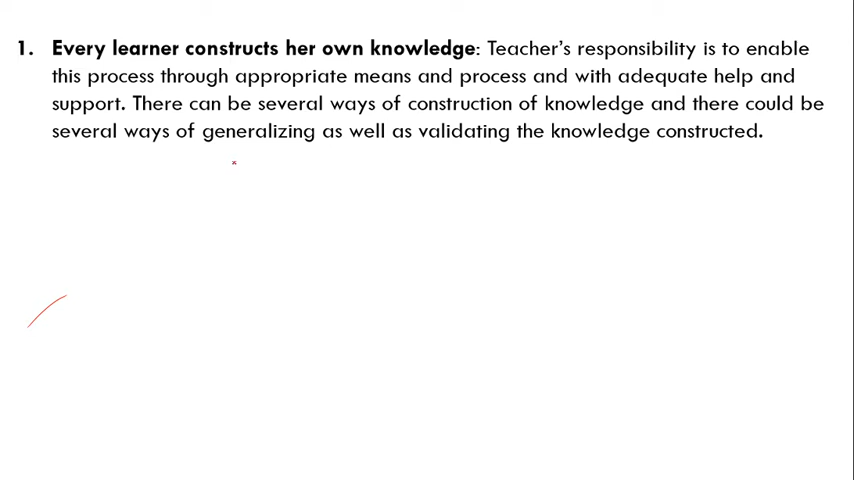 1. Every learner constructs her own knowledge: Teacher's responsibility is to enable
this process through appropriate means and process and with adequate help and
support. There can be several ways of construction of knowledge and there could be
several ways of generalizing as well as validating the knowledge constructed.